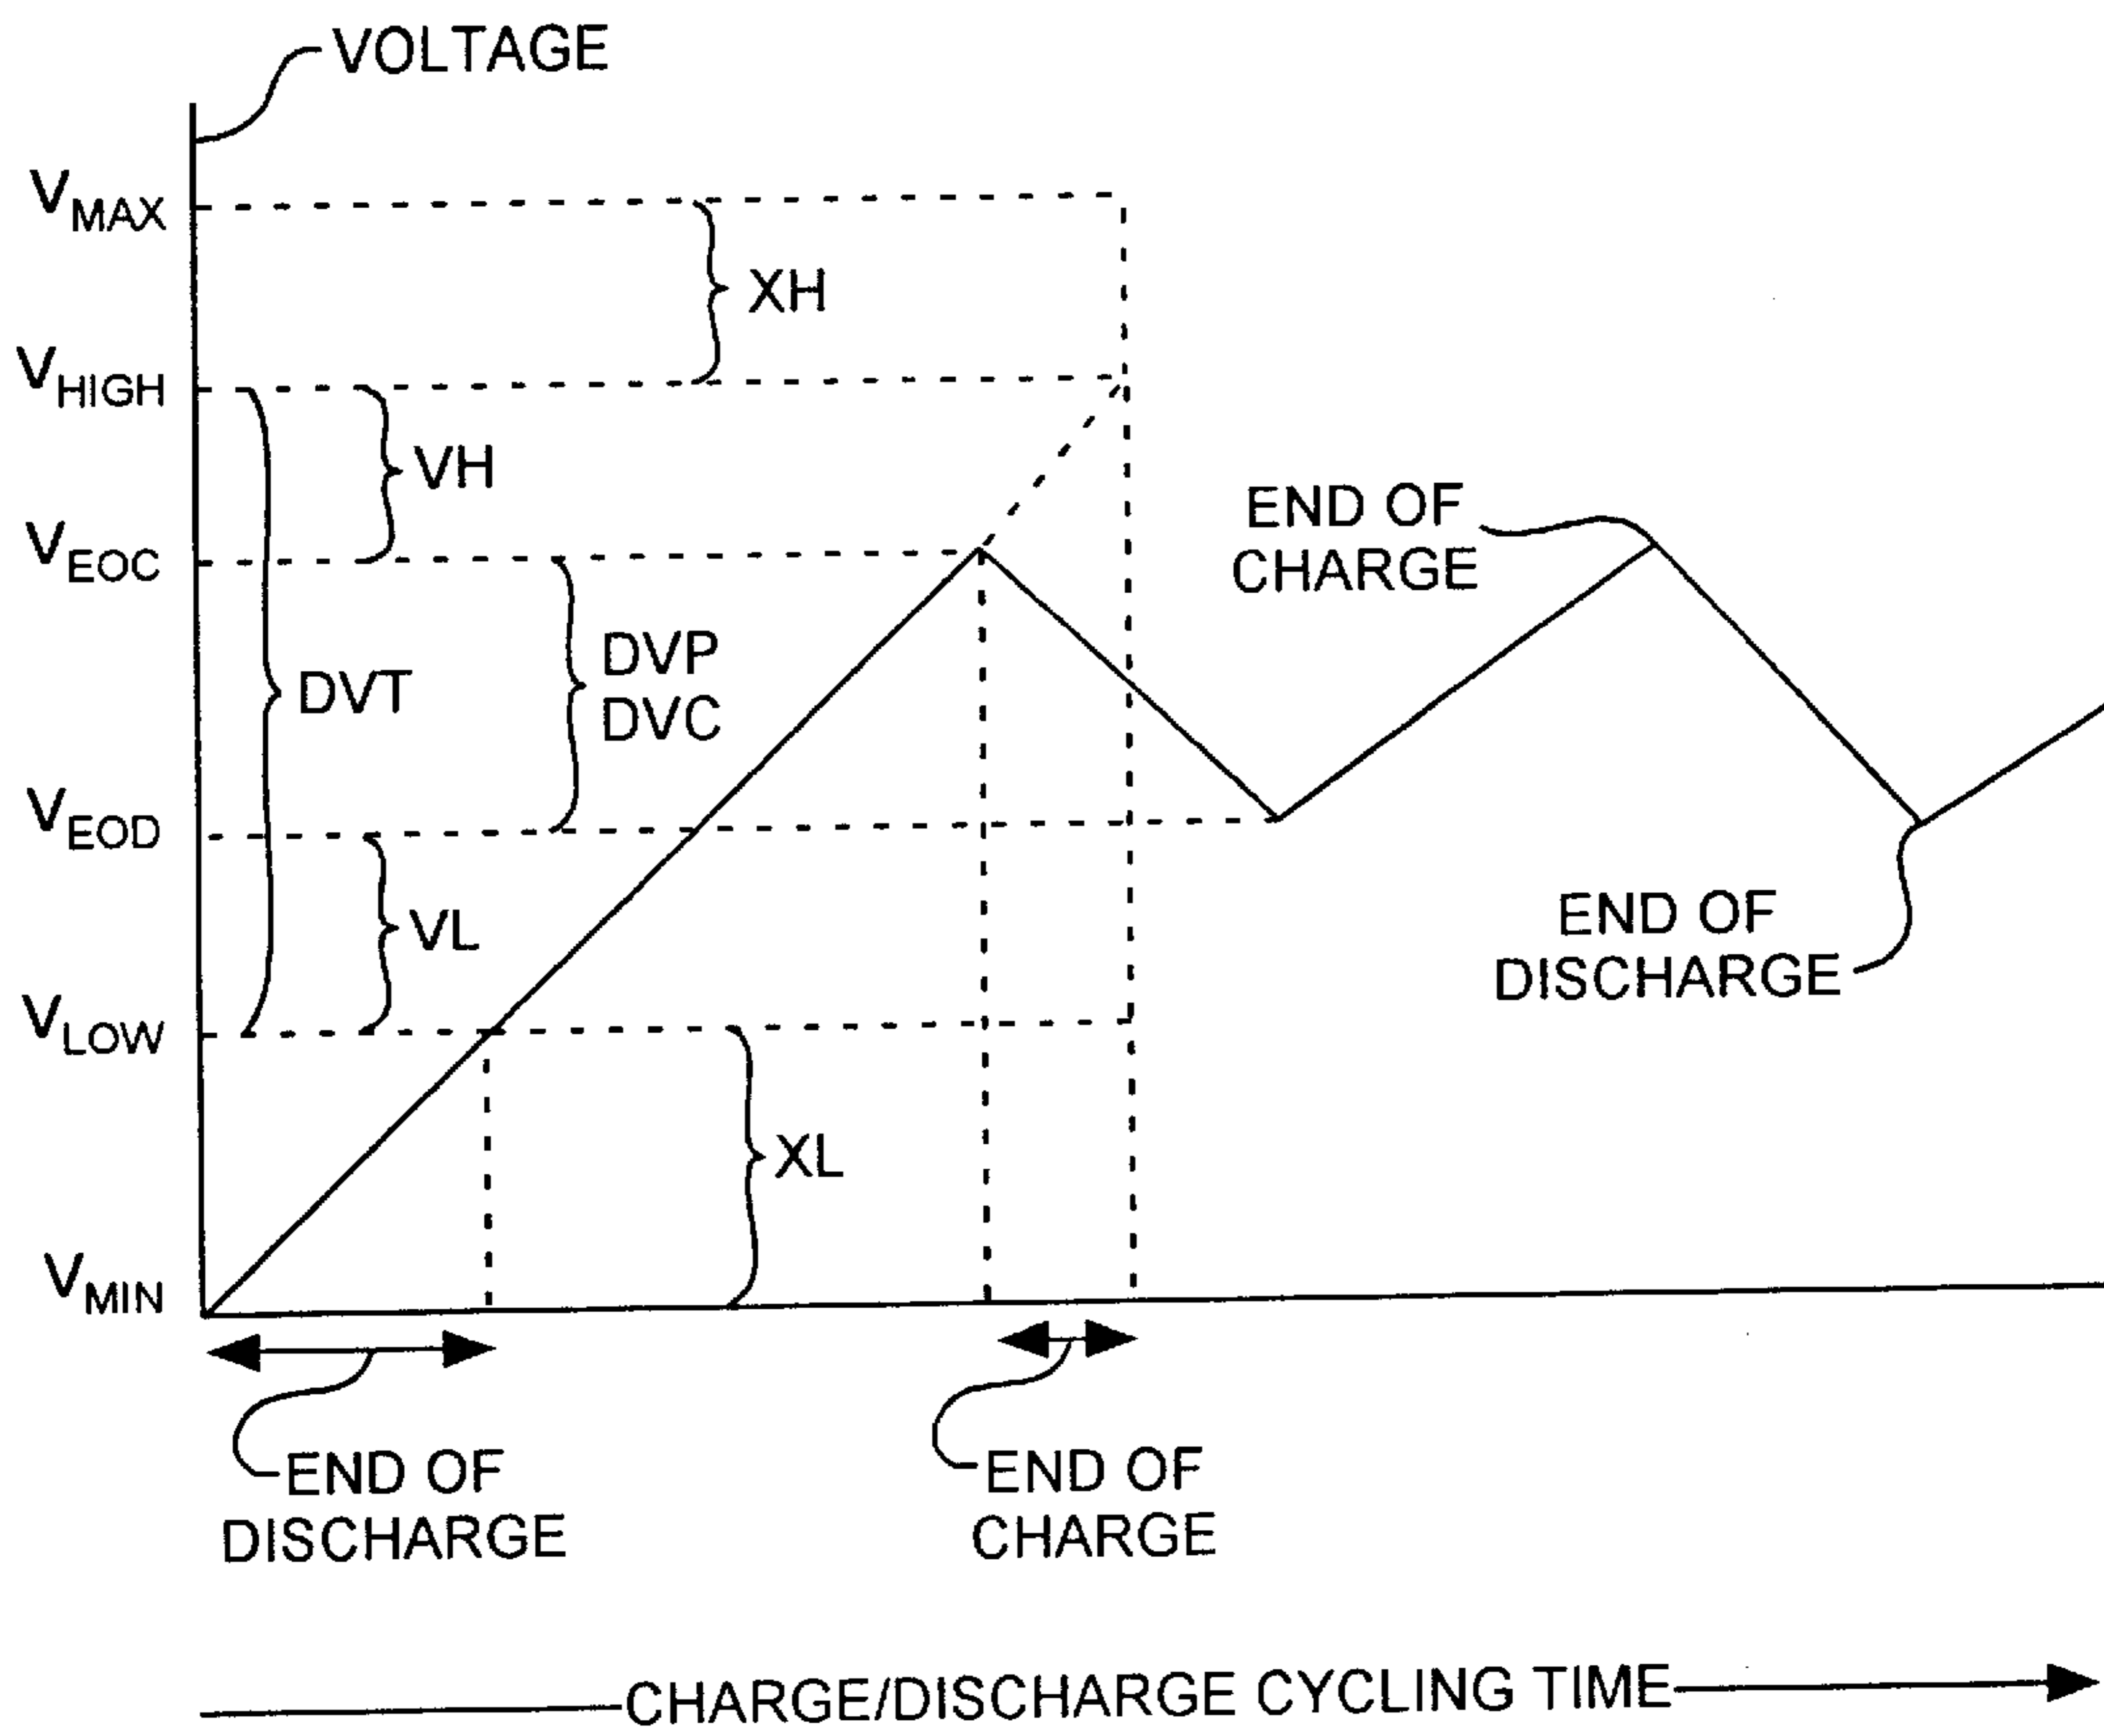 VOLTAGE
VMAX
XH
VHIGH
VH
VEOC
END OF
CHARGE
DVP
DVT
DVC
VEOD
END OF
DISCHARGE
VL
VLOW
XL
VMIN
END OF
DISCHARGE
END OF
CHARGE
CHARGE/DISCHARGE CYCLING TIME